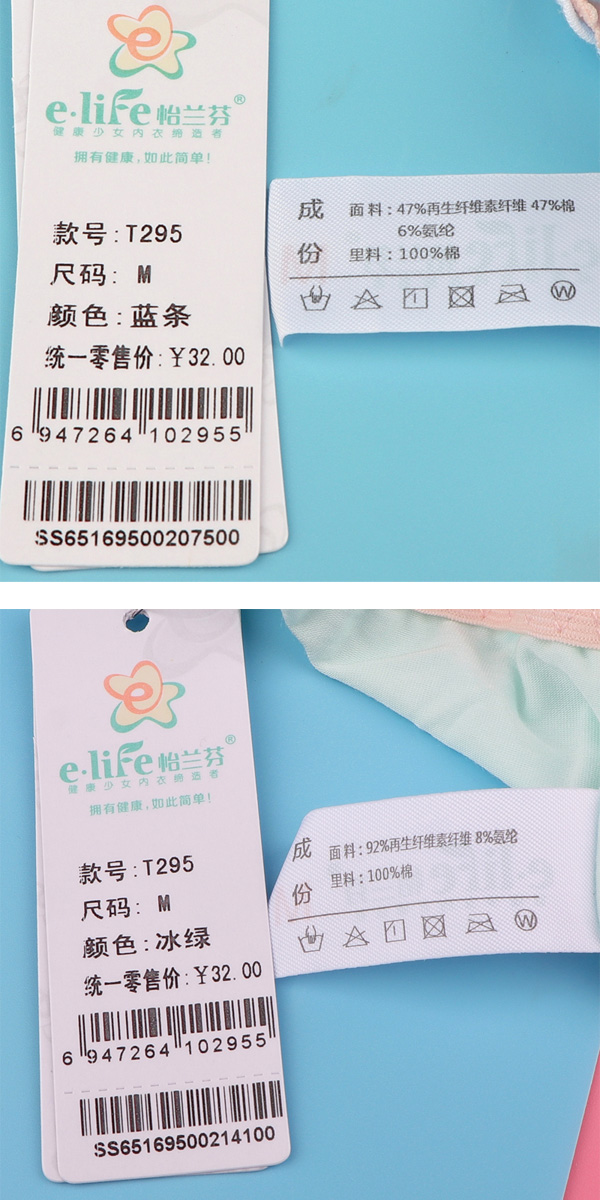 e
e·life 怡兰芬®
健康少女内衣缔造者
拥有健康,如此简单!
款号:T295
尺码: M
颜色:蓝条
统一零售价:￥32.00
6 947264 102955
SS65169500207500
成 面料:47%再生纤维素纤维 47%棉
6%氨纶
份 里料:100%棉
W
e
e·life 怡兰芬®
健康少女内衣缔造者
拥有健康,如此简单!
款号:T295
尺码: M
颜色:冰绿
统一零售价:￥32.00
6 947264 102955
SS65169500214100
成 面料:92%再生纤维素纤维 8%氨纶
份 里料:100%棉
W